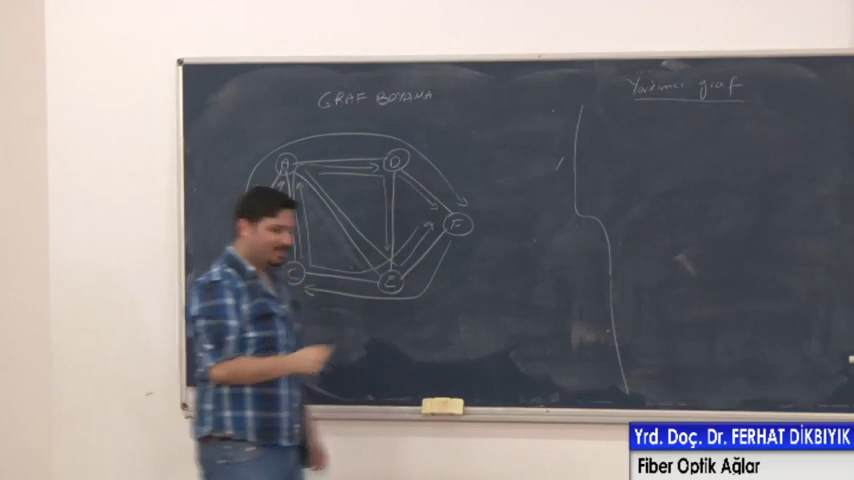 GRAF BOYAMA
Yardımcı graf
A
D
F
C
E
Yrd. Doç. Dr. FERHAT DİKBIYIK
Fiber Optik Ağlar